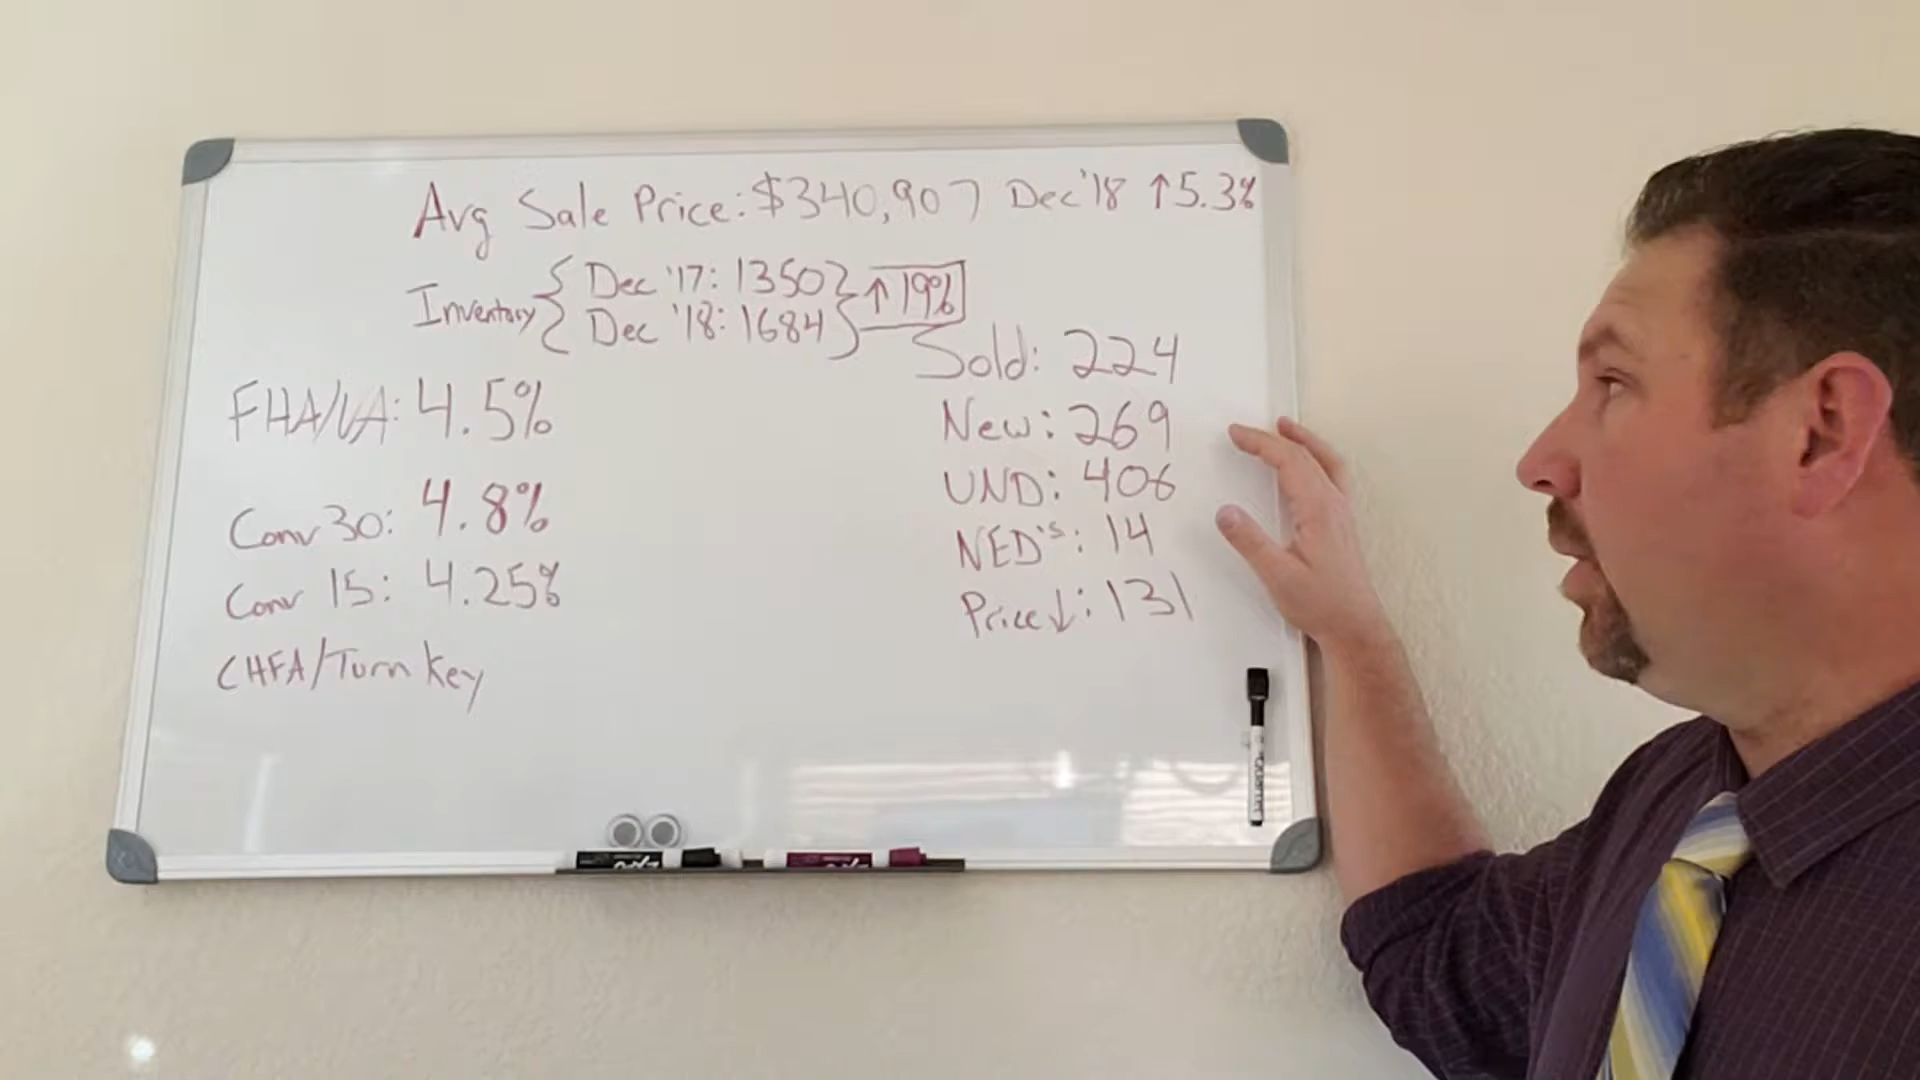 Avg Sale Price: $340,907 Dec '18 ↑5.3%
Inventory { Dec '17: 1350 } ↑19%
Dec '18: 1684
Sold: 224
New: 269
UND: 406
NED's: 14
Price↓: 131
FHA/VA: 4.5%
Conv 30: 4.8%
Conv 15: 4.25%
CHFA/Turn Key